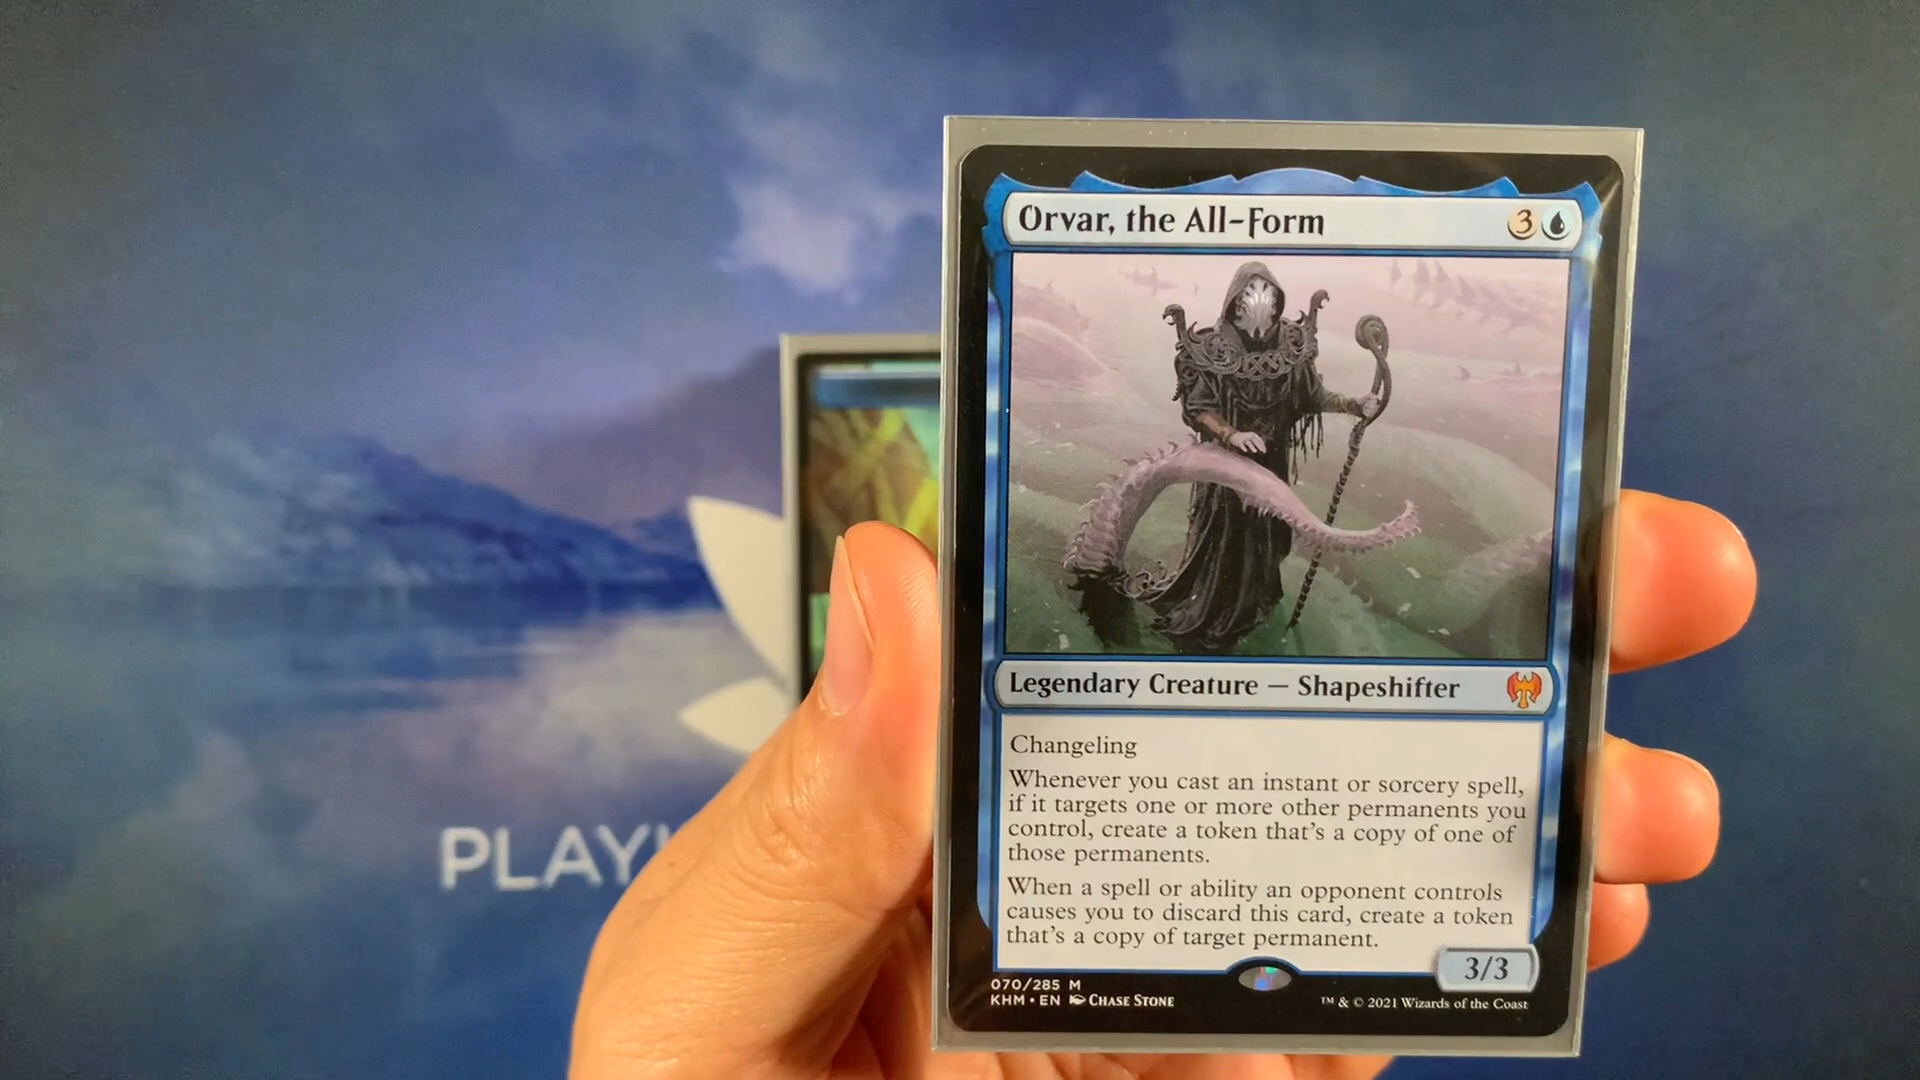 Orvar, the All-Form
3
Legendary Creature — Shapeshifter
Changeling
Whenever you cast an instant or sorcery spell,
if it targets one or more other permanents you
control, create a token that's a copy of one of
those permanents.
When a spell or ability an opponent controls
causes you to discard this card, create a token
that's a copy of target permanent.
3/3
070/285 M
KHM • EN CHASE STONE
™ & © 2021 Wizards of the Coast